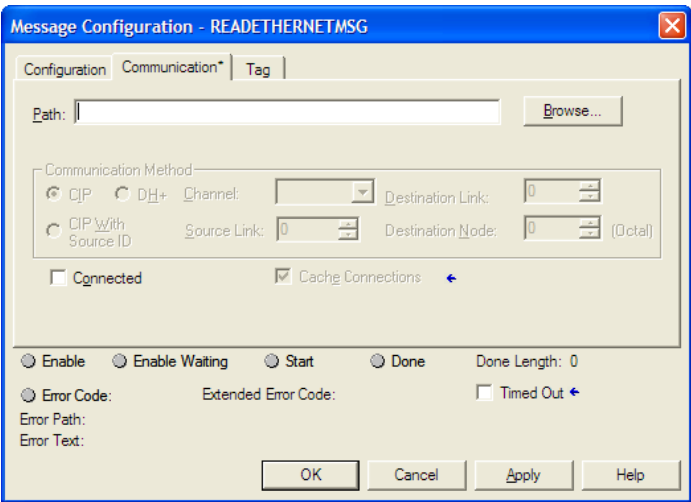 Message Configuration - READETHERNETMSG
Configuration Communication* Tag
Path: Browse...
Communication Method
CIP DH+ Channel: Destination Link: 0
CIP With Source ID Source Link: 0 Destination Node: 0 (Octal)
Connected Cache Connections
Enable Enable Waiting Start Done Done Length: 0
Error Code: Extended Error Code: Timed Out
Error Path:
Error Text:
OK Cancel Apply Help